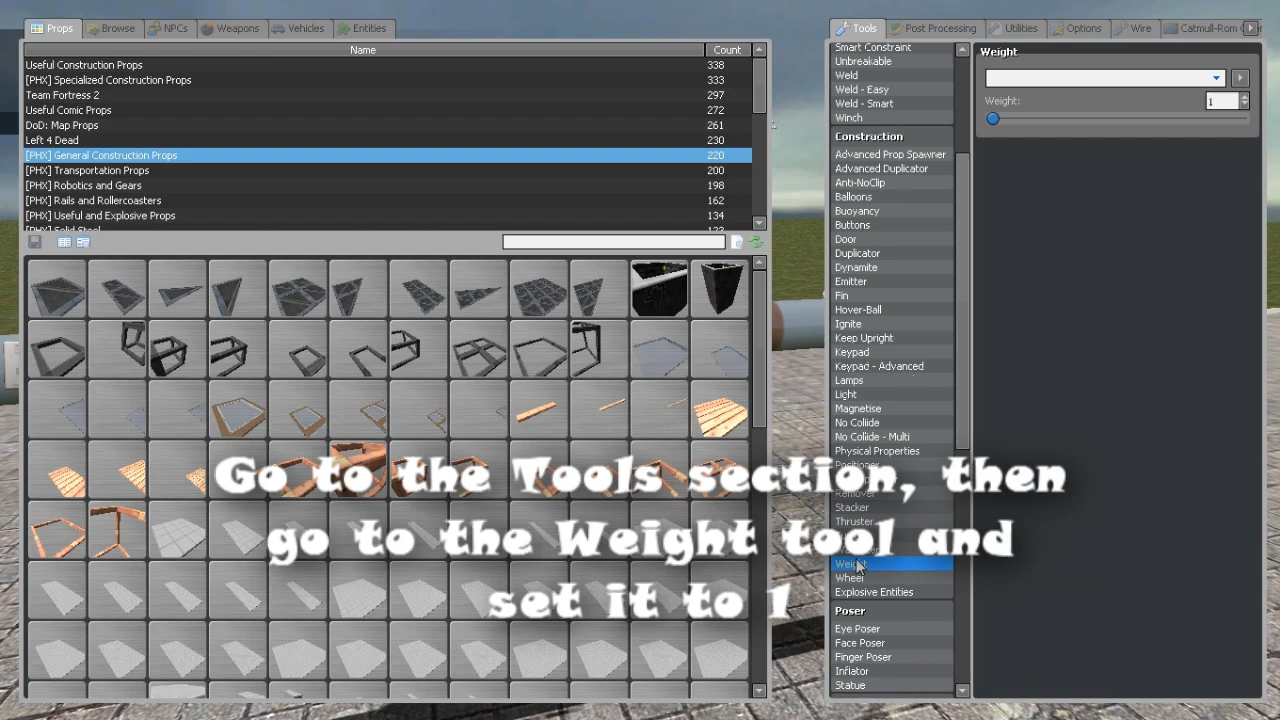 Props Browse NPCs Weapons Vehicles Entities
Name Count
Useful Construction Props 338
[PHX] Specialized Construction Props 333
Team Fortress 2 297
Useful Comic Props 272
DoD: Map Props 261
Left 4 Dead 230
[PHX] General Construction Props 220
[PHX] Transportation Props 200
[PHX] Robotics and Gears 198
[PHX] Rails and Rollercoasters 162
[PHX] Useful and Explosive Props 134
[PHX] Solid Steel
Tools Post Processing Utilities Options Wire Catmull-Rom
Smart Constraint
Unbreakable
Weld
Weld - Easy
Weld - Smart
Winch
Construction
Advanced Prop Spawner
Advanced Duplicator
Anti-NoClip
Balloons
Buoyancy
Buttons
Door
Duplicator
Dynamite
Emitter
Fin
Hover-Ball
Ignite
Keep Upright
Keypad
Keypad - Advanced
Lamps
Light
Magnetise
No Collide
No Collide - Multi
Physical Properties
Remover
Stacker
Thruster
Weight
Wheel
Explosive Entities
Poser
Eye Poser
Face Poser
Finger Poser
Inflator
Statue
Weight
Weight: 1
Go to the Tools section, then
go to the Weight tool and
set it to 1